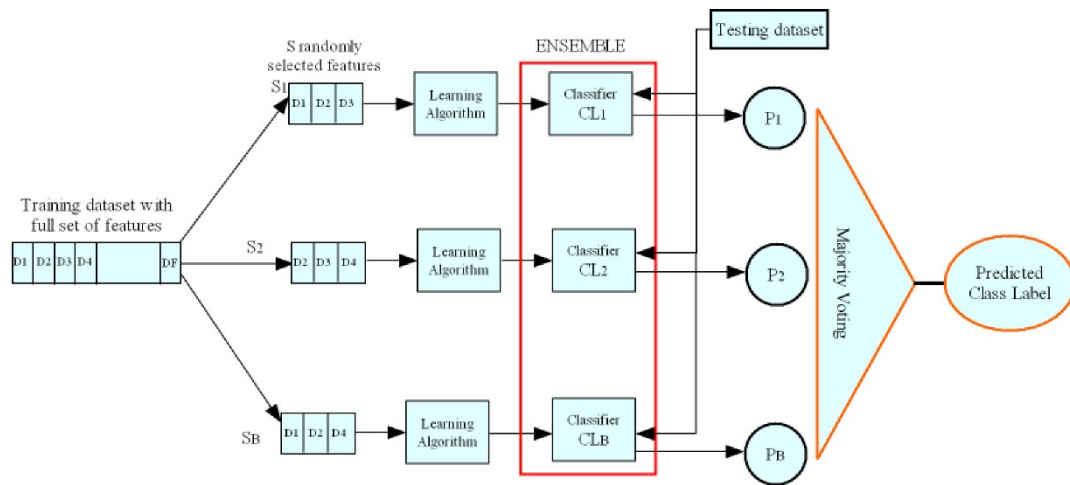 Testing dataset
ENSEMBLE
S randomly
selected features
S1
D1 D2 D3
Learning
Algorithm
Classifier
CL1
P1
Training dataset with
full set of features
D1 D2 D3 D4 DF
S2
D2 D3 D4
Learning
Algorithm
Classifier
CL2
P2
Majority Voting
Predicted
Class Label
SB
D1 D2 D4
Learning
Algorithm
Classifier
CLB
PB